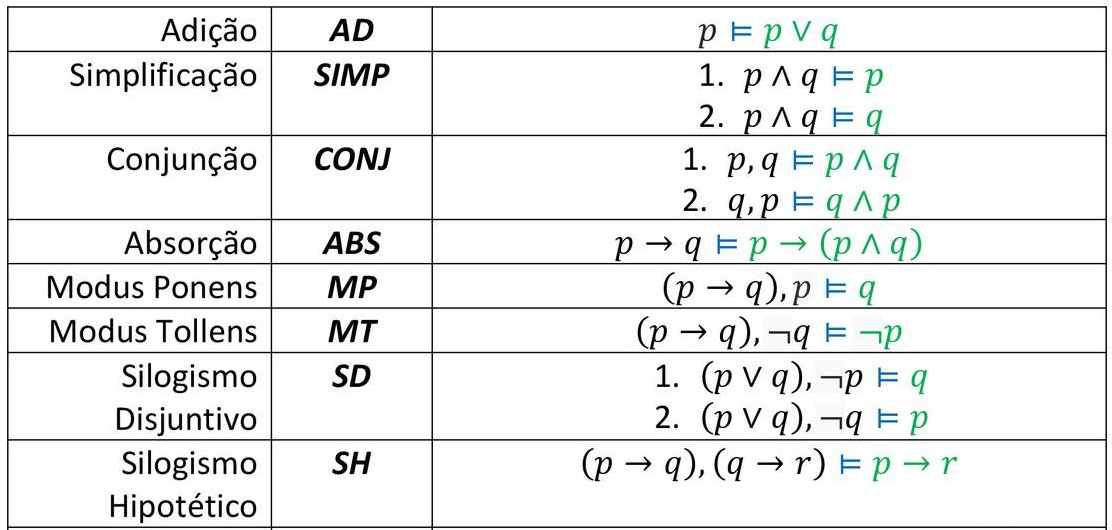 Adição AD p ⊨ p ∨ q
Simplificação SIMP 1. p ∧ q ⊨ p
2. p ∧ q ⊨ q
Conjunção CONJ 1. p, q ⊨ p ∧ q
2. q, p ⊨ q ∧ p
Absorção ABS p → q ⊨ p → (p ∧ q)
Modus Ponens MP (p → q), p ⊨ q
Modus Tollens MT (p → q), ¬q ⊨ ¬p
Silogismo SD 1. (p ∨ q), ¬p ⊨ q
Disjuntivo 2. (p ∨ q), ¬q ⊨ p
Silogismo SH (p → q), (q → r) ⊨ p → r
Hipotético